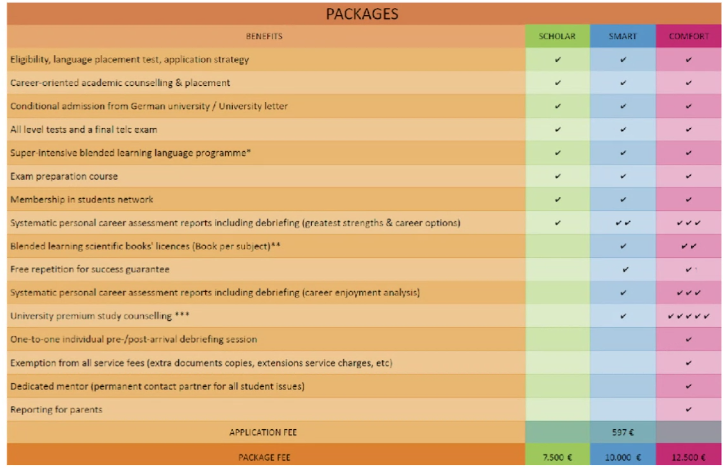 PACKAGES
BENEFITS SCHOLAR SMART COMFORT
Eligibility, language placement test, application strategy ✔ ✔ ✔
Career-oriented academic counselling & placement ✔ ✔ ✔
Conditional admission from German university / University letter ✔ ✔ ✔
All level tests and a final telc exam ✔ ✔ ✔
Super-intensive blended learning language programme* ✔ ✔ ✔
Exam preparation course ✔ ✔ ✔
Membership in students network ✔ ✔ ✔
Systematic personal career assessment reports including debriefing (greatest strengths & career options) ✔ ✔✔ ✔✔✔
Blended learning scientific books' licences (Book per subject)** ✔ ✔✔
Free repetition for success guarantee ✔ ✔
Systematic personal career assessment reports including debriefing (career enjoyment analysis) ✔ ✔✔✔
University premium study counselling *** ✔ ✔✔✔✔✔
One-to-one individual pre-/post-arrival debriefing session ✔
Exemption from all service fees (extra documents copies, extensions service charges, etc) ✔
Dedicated mentor (permanent contact partner for all student issues) ✔
Reporting for parents ✔
APPLICATION FEE 597 €
PACKAGE FEE 7.500 € 10.000 € 12.500 €